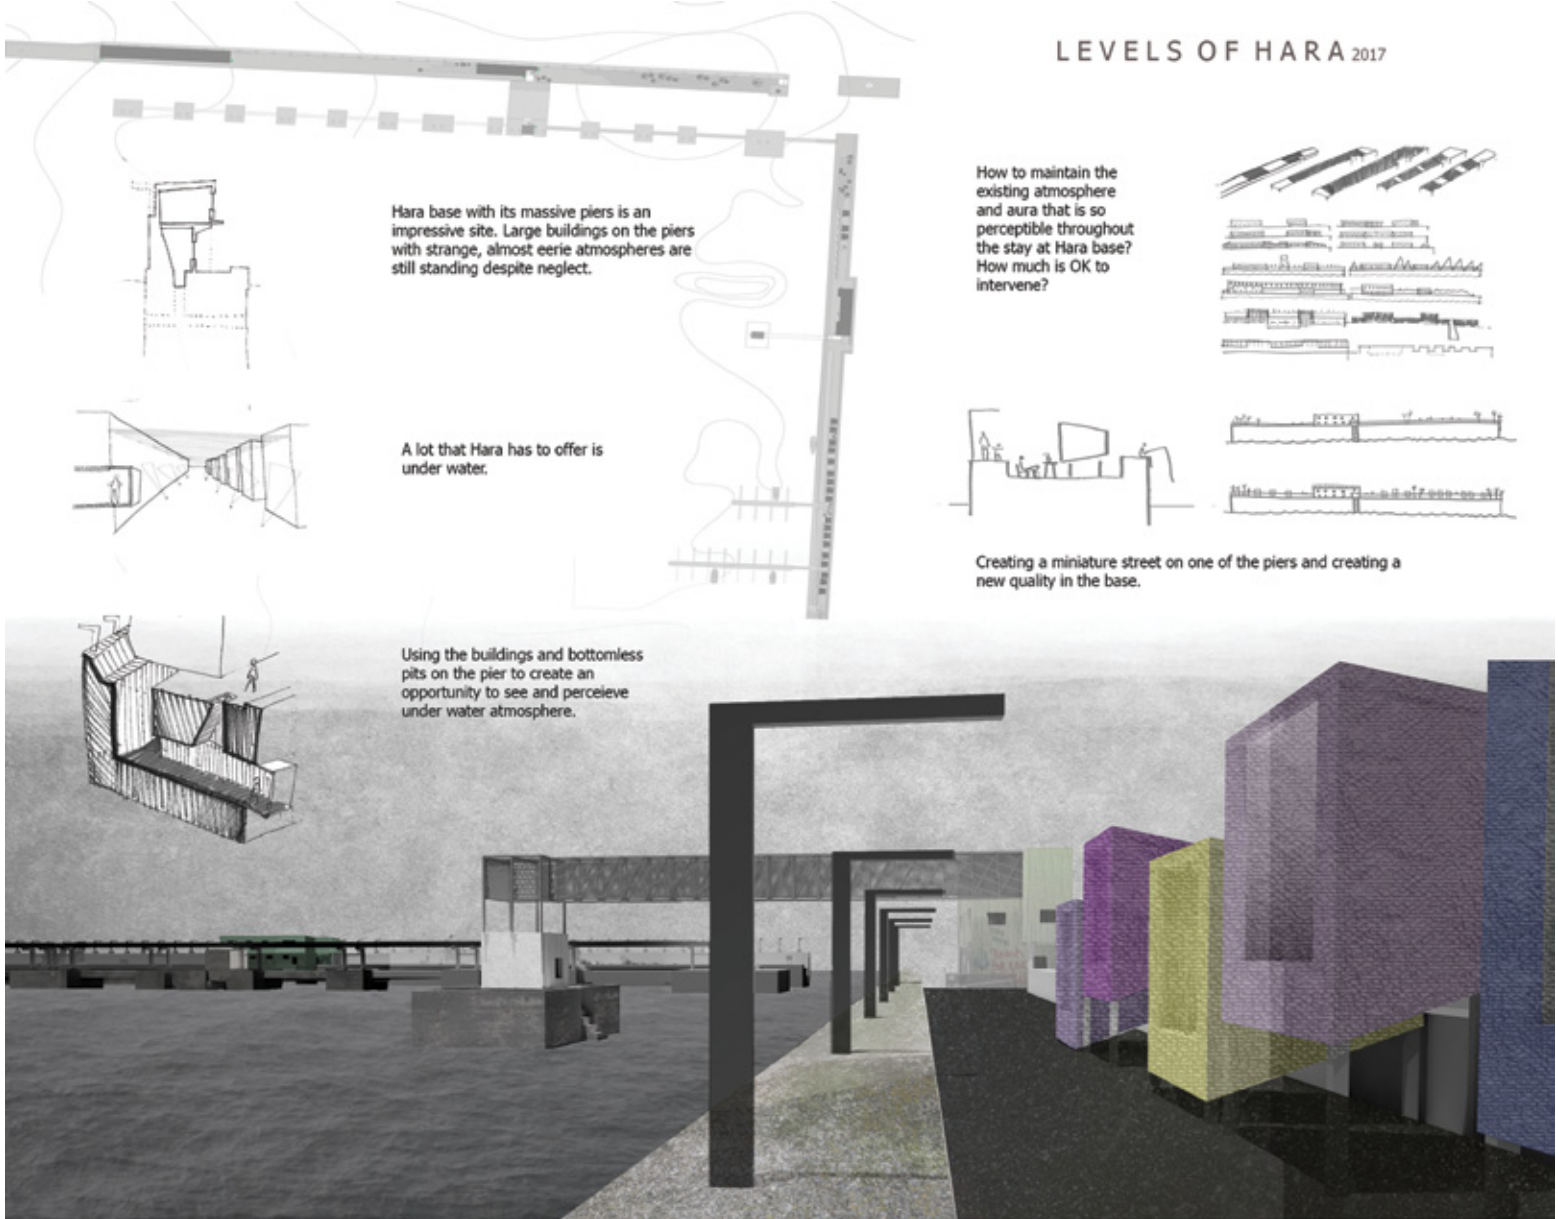 LEVELS OF HARA 2017
Hara base with its massive piers is an
impressive site. Large buildings on the piers
with strange, almost eerie atmospheres are
still standing despite neglect.
How to maintain the
existing atmosphere
and aura that is so
perceptible throughout
the stay at Hara base?
How much is OK to
intervene?
A lot that Hara has to offer is
under water.
Creating a miniature street on one of the piers and creating a
new quality in the base.
Using the buildings and bottomless
pits on the pier to create an
opportunity to see and perceieve
under water atmosphere.